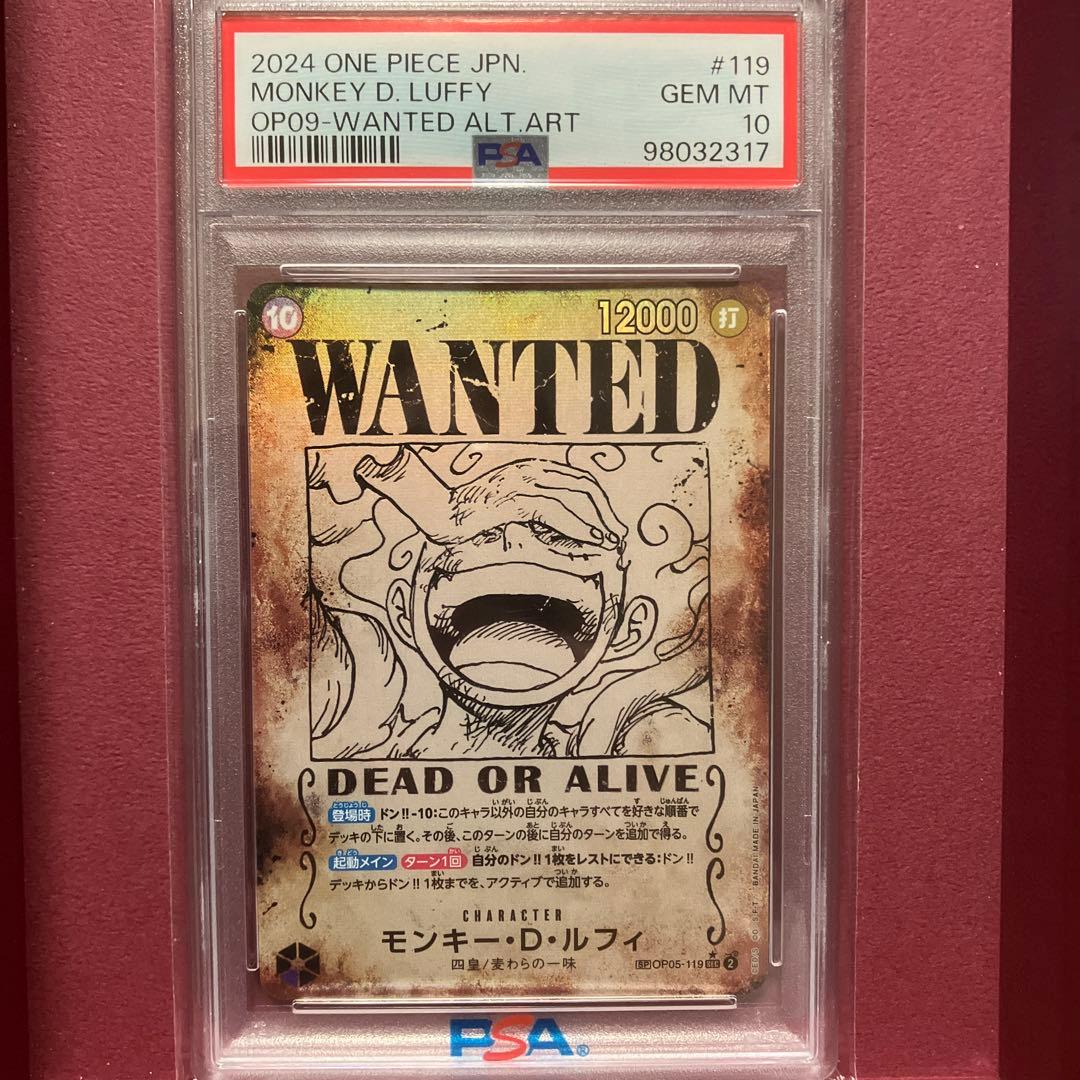 2024 ONE PIECE JPN. #119
MONKEY D. LUFFY GEM MT
OP09-WANTED ALT.ART 10
PSA 98032317
10 12000 打
WANTED
DEAD OR ALIVE
登場時 ドン!!-10:このキャラ以外の自分のキャラすべてを好きな順番で
デッキの下に置く。その後、このターンの後に自分のターンを追加で得る。
起動メイン ターン1回 自分のドン!!1枚をレストにできる:ドン!!
デッキからドン!!1枚までを、アクティブで追加する。
CHARACTER
モンキー・D・ルフィ
四皇/麦わらの一味
SP OP05-119 SEC 2
BANDAI MADE IN JAPAN
PSA